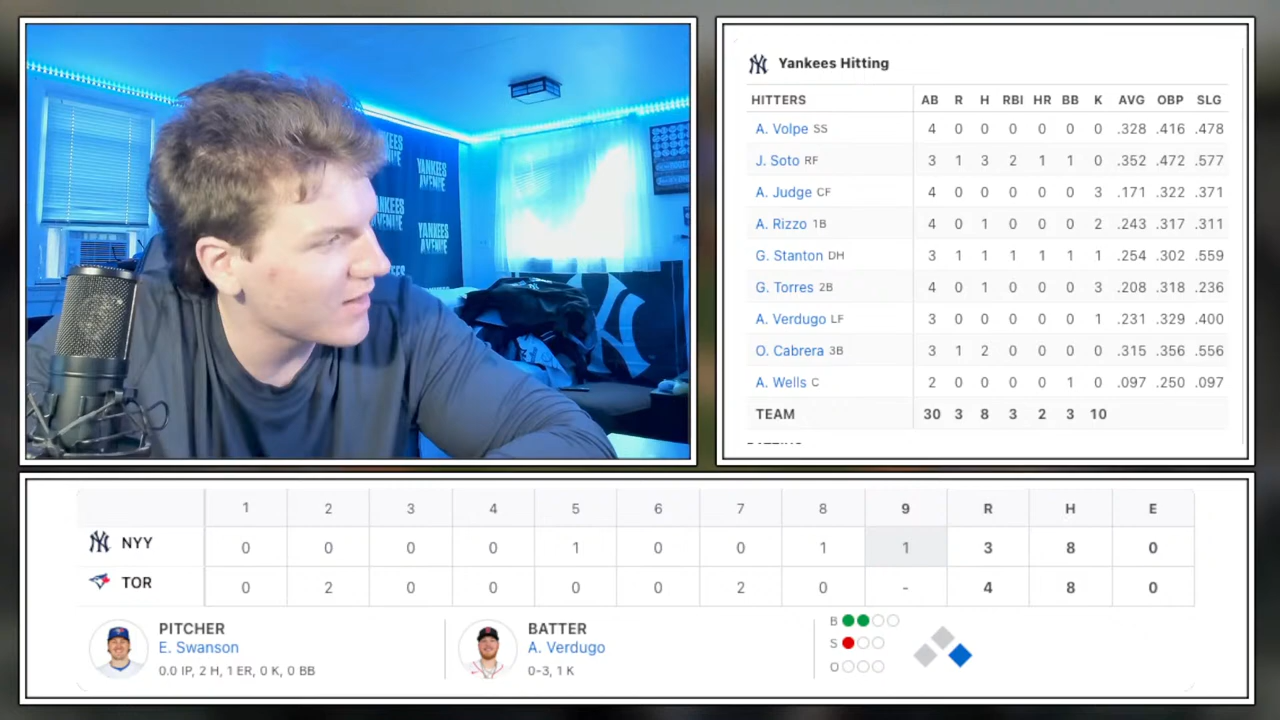 YANKEES AVENUE
YANKEES AVENUE
YANKEES AVENUE
YANKEES AVENUE
Yankees Hitting
HITTERS AB R H RBI HR BB K AVG OBP SLG
A. Volpe SS 4 0 0 0 0 0 0 .328 .416 .478
J. Soto RF 3 1 3 2 1 1 0 .352 .472 .577
A. Judge CF 4 0 0 0 0 0 3 .171 .322 .371
A. Rizzo 1B 4 0 1 0 0 0 2 .243 .317 .311
G. Stanton DH 3 1 1 1 1 1 1 .254 .302 .559
G. Torres 2B 4 0 1 0 0 0 3 .208 .318 .236
A. Verdugo LF 3 0 0 0 0 0 1 .231 .329 .400
O. Cabrera 3B 3 1 2 0 0 0 0 .315 .356 .556
A. Wells C 2 0 0 0 0 1 0 .097 .250 .097
TEAM 30 3 8 3 2 3 10
1 2 3 4 5 6 7 8 9 R H E
NYY 0 0 0 0 1 0 0 1 1 3 8 0
TOR 0 2 0 0 0 0 2 0 - 4 8 0
PITCHER
E. Swanson
0.0 IP, 2 H, 1 ER, 0 K, 0 BB
BATTER
A. Verdugo
0-3, 1 K
B
S
O